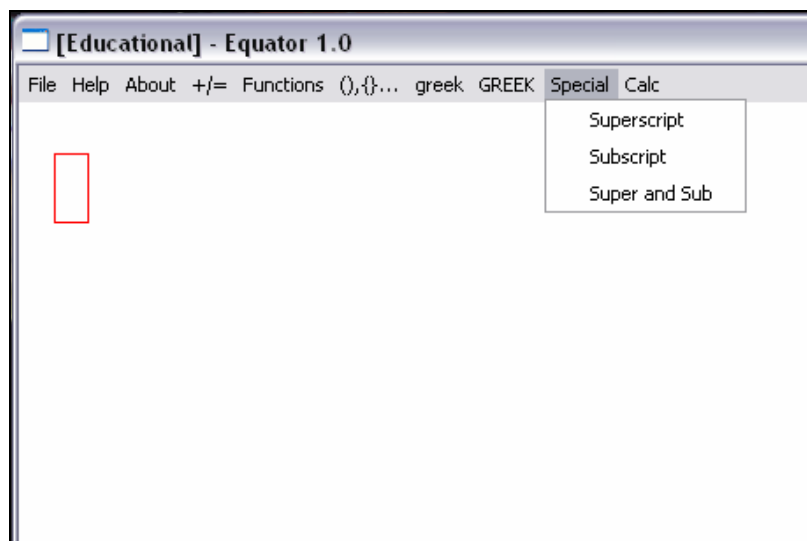 [Educational] - Equator 1.0
File Help About +/= Functions (),{}... greek GREEK Special Calc
Superscript
Subscript
Super and Sub